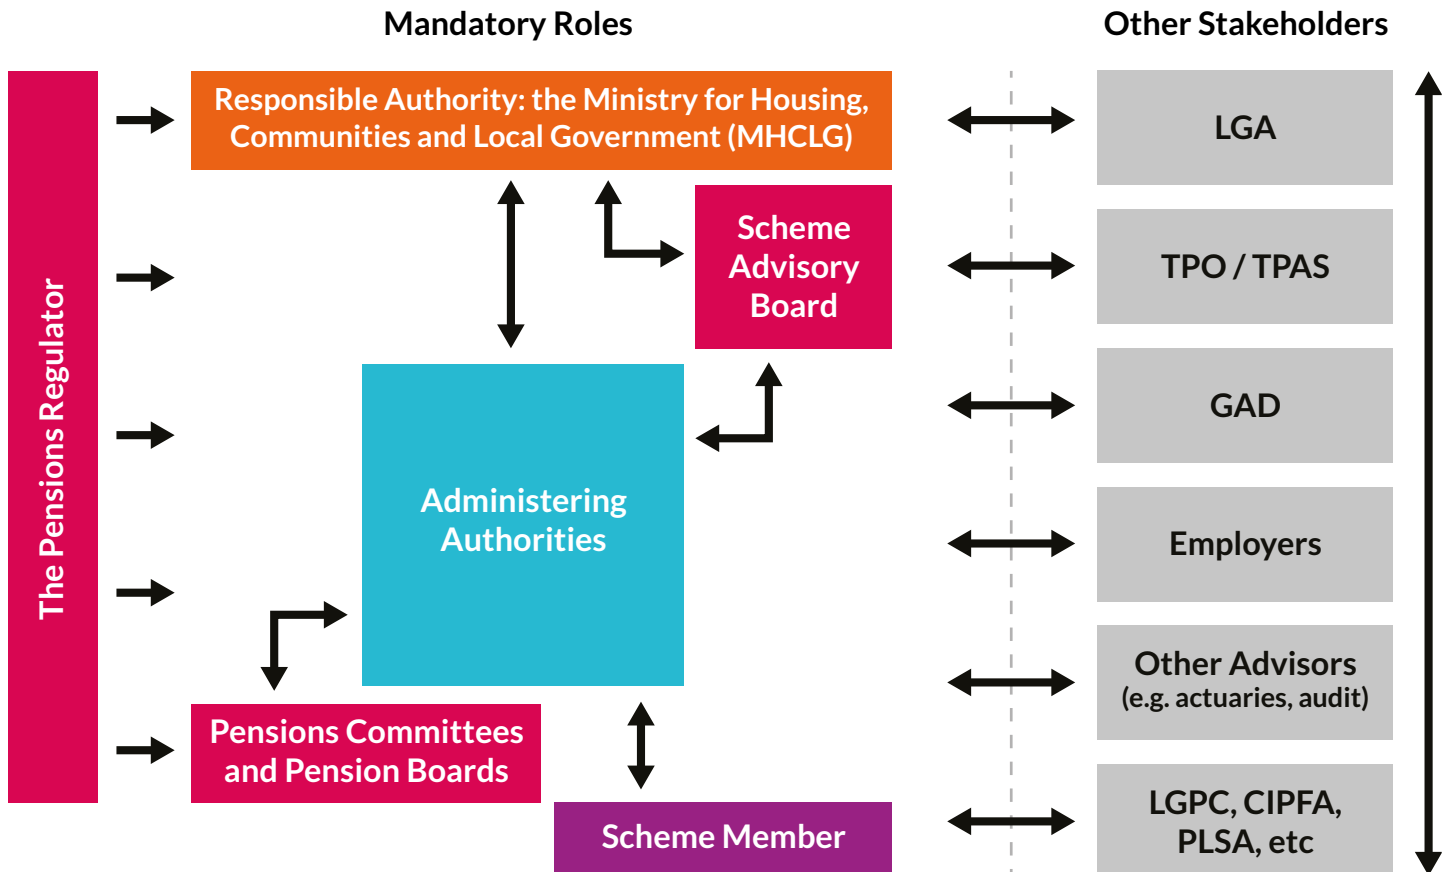 Mandatory Roles
Other Stakeholders
The Pensions Regulator
Responsible Authority: the Ministry for Housing,
Communities and Local Government (MHCLG)
Scheme
Advisory
Board
Administering
Authorities
Pensions Committees
and Pension Boards
Scheme Member
LGA
TPO / TPAS
GAD
Employers
Other Advisors
(e.g. actuaries, audit)
LGPC, CIPFA,
PLSA, etc